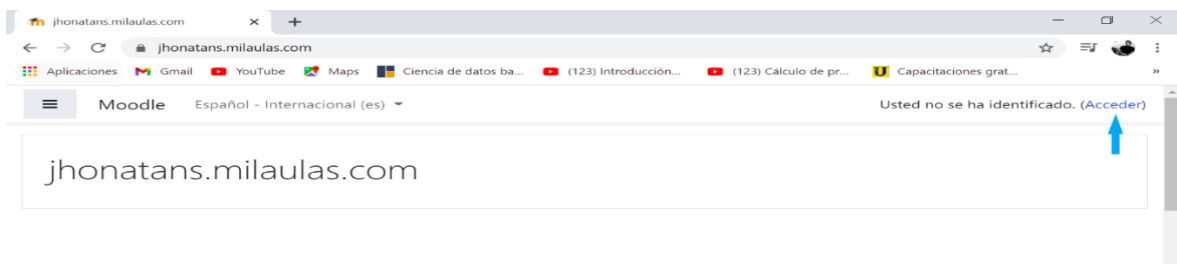 jhonatans.milaulas.com
jhonatans.milaulas.com
Aplicaciones Gmail YouTube Maps Ciencia de datos ba... (123) Introducción... (123) Cálculo de pr... Capacitaciones grat... »
Moodle Español - Internacional (es) Usted no se ha identificado. (Acceder)
jhonatans.milaulas.com